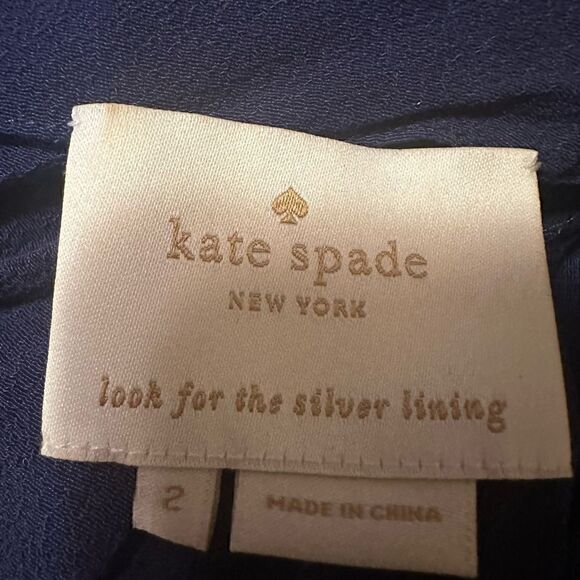 kate spade
NEW YORK
look for the silver lining
2
MADE IN CHINA